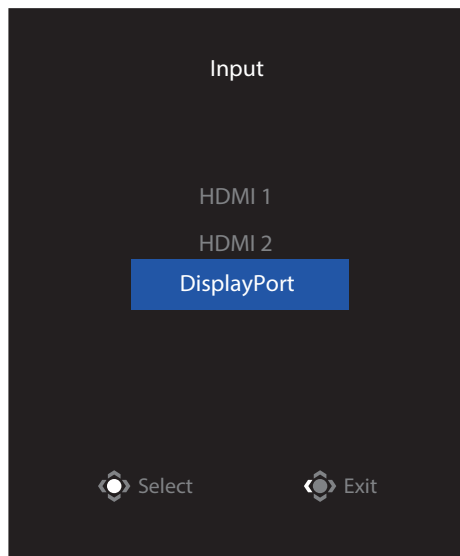 Input
HDMI 1
HDMI 2
DisplayPort
Select Exit